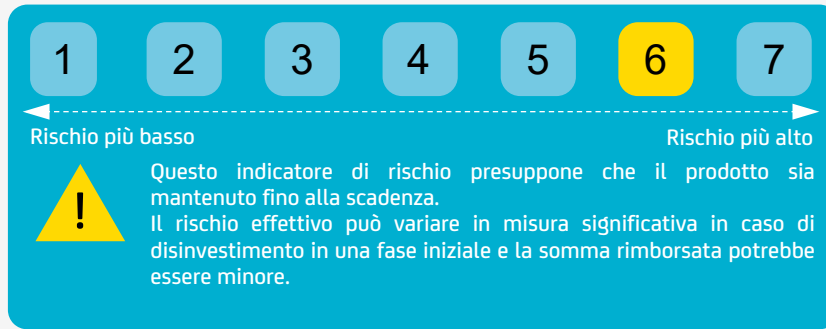 1 2 3 4 5 6 7
Rischio più basso Rischio più alto
! Questo indicatore di rischio presuppone che il prodotto sia
mantenuto fino alla scadenza.
Il rischio effettivo può variare in misura significativa in caso di
disinvestimento in una fase iniziale e la somma rimborsata potrebbe
essere minore.